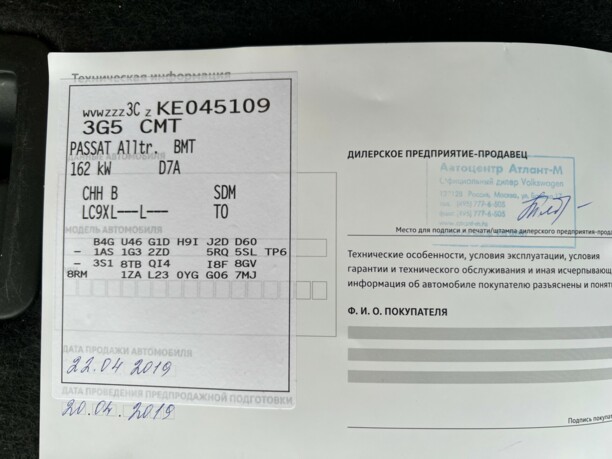 Техническая информация
WVWZZZ3CZKE045109
3G5 CMT
PASSAT Alltr. BMT
162 kW D7A
CHH B SDM
LC9XL---L--- TO
МОДЕЛЬ АВТОМОБИЛЯ
B4G U46 G1D H9I J2D D60
- 1AS 1G3 2ZD 5RQ 5SL TP6
- 3S1 8TB QI4 I8F 8GV
8RM 1ZA L23 0YG G06 7MJ
ДАТА ПРОДАЖИ АВТОМОБИЛЯ
22.04 2019
ДАТА ПРОВЕДЕНИЯ ПРЕДПРОДАЖНОЙ ПОДГОТОВКИ
20.04.2019
ДИЛЕРСКОЕ ПРЕДПРИЯТИЕ-ПРОДАВЕЦ
Автоцентр Атлант-М
Официальный дилер Volkswagen
Место для подписи и печати/штампа дилерского предприятия-прода
Технические особенности, условия эксплуатации, условия
гарантии и технического обслуживания и иная исчерпывающ
информация об автомобиле покупателю разъяснены и понят
Ф. И. О. ПОКУПАТЕЛЯ
Подпись покупат